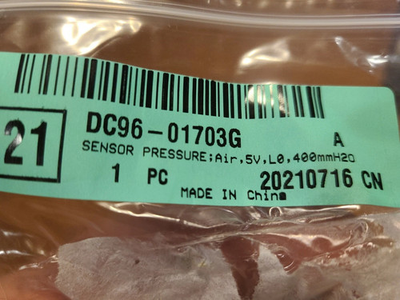 21
DC96-01703G A
SENSOR PRESSURE;Air,5V,L0,400mmH2O
1 PC 20210716 CN
MADE IN China